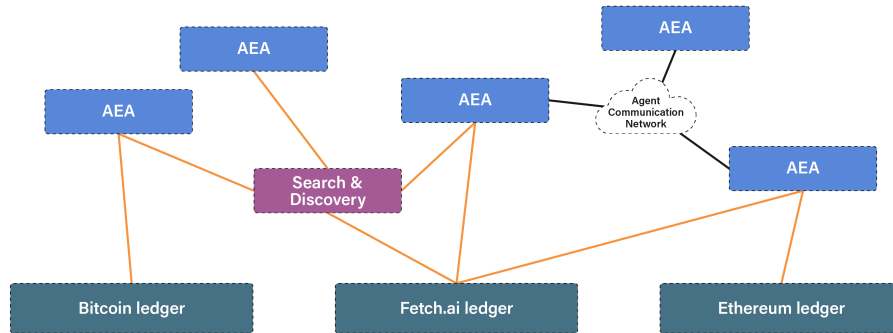 AEA
AEA
AEA
AEA
Agent
Communication
Network
AEA
Search &
Discovery
Bitcoin ledger
Fetch.ai ledger
Ethereum ledger